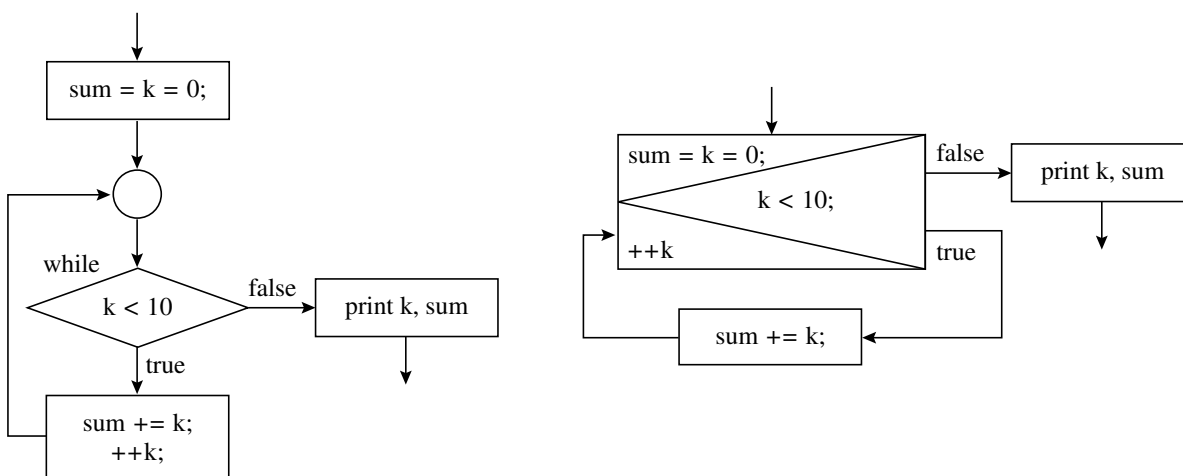 sum = k = 0;
while
k < 10
false
print k, sum
true
sum += k;
++k;
sum = k = 0;
k < 10;
++k
false
print k, sum
true
sum += k;